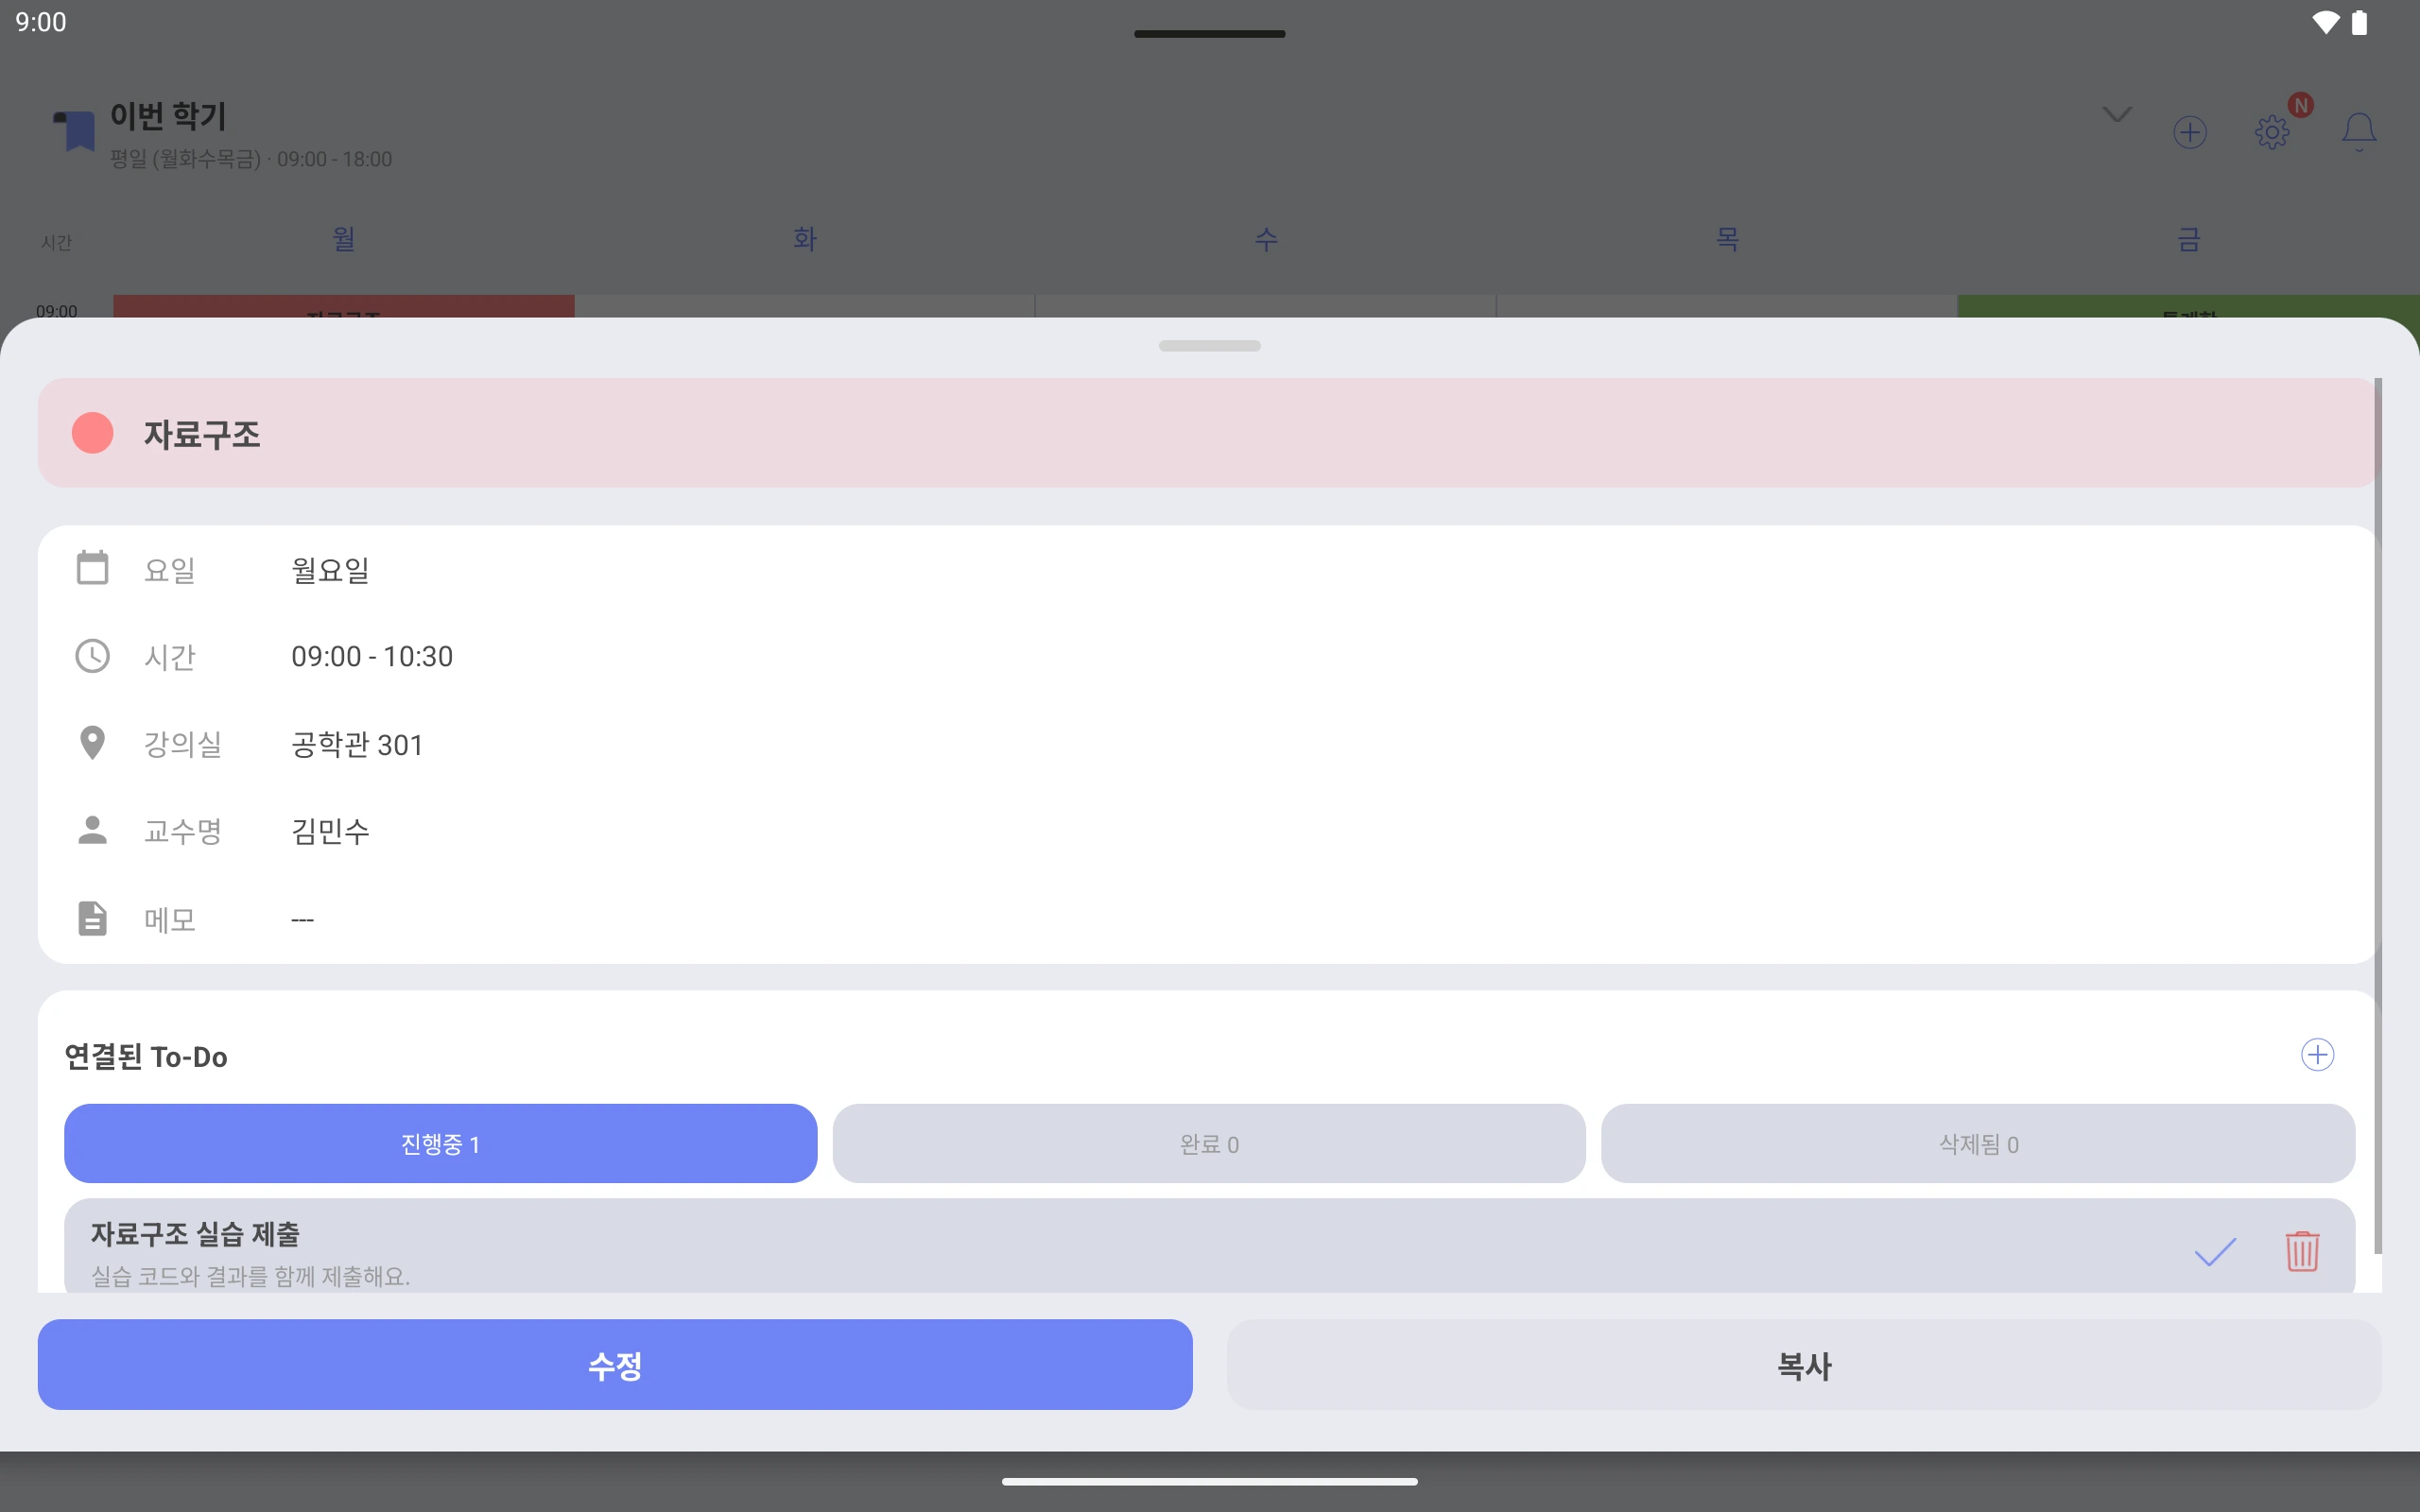 9:00
이번 학기
평일 (월화수목금) · 09:00 - 18:00
N
시간 월 화 수 목 금
09:00
자료구조
요일 월요일
시간 09:00 - 10:30
강의실 공학관 301
교수명 김민수
메모 ---
연결된 To-Do
진행중 1 완료 0 삭제됨 0
자료구조 실습 제출
실습 코드와 결과를 함께 제출해요.
수정 복사